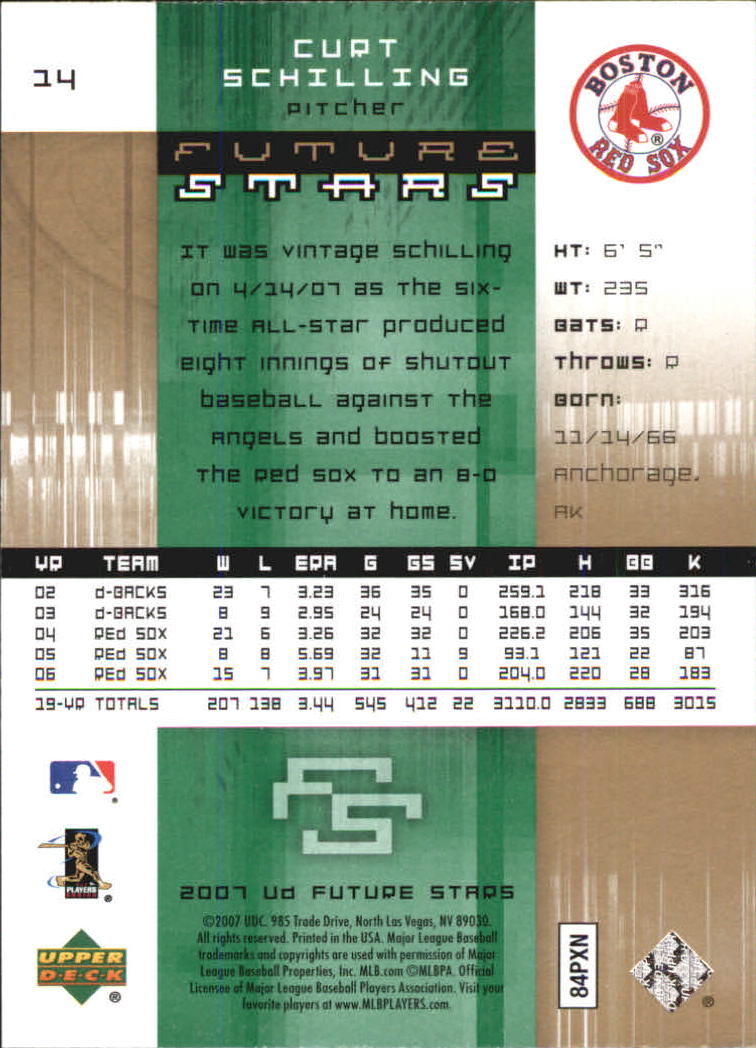 14
CURT
SCHILLING
PITCHER
FUTURE
STARS
BOSTON
RED SOX
®
IT WAS VINTAGE SCHILLING
ON 4/14/07 AS THE SIX-
TIME ALL-STAR PRODUCED
EIGHT INNINGS OF SHUTOUT
BASEBALL AGAINST THE
ANGELS AND BOOSTED
THE RED SOX TO AN 8-0
VICTORY AT HOME.
HT: 6' 5"
WT: 235
BATS: R
THROWS: R
BORN:
11/14/66
ANCHORAGE,
AK
YR TEAM W L ERA G GS SV IP H BB K
02 D-BACKS 23 7 3.23 36 35 0 259.1 218 33 316
03 D-BACKS 8 9 2.95 24 24 0 168.0 144 32 194
04 RED SOX 21 6 3.26 32 32 0 226.2 206 35 203
05 RED SOX 8 8 5.69 32 11 9 93.1 121 22 87
06 RED SOX 15 7 3.97 31 31 0 204.0 220 28 183
19-YR TOTALS 207 138 3.44 545 412 22 3110.0 2833 688 3015
®
FS
PLAYERS
CHOICE
®
2007 UD FUTURE STARS
©2007 UDC. 985 Trade Drive, North Las Vegas, NV 89030.
All rights reserved. Printed in the USA. Major League Baseball
trademarks and copyrights are used with permission of Major
League Baseball Properties, Inc. MLB.com ©MLBPA. Official
Licensee of Major League Baseball Players Association. Visit your
favorite players at www.MLBPLAYERS.com.
UPPER
D·E·C·K
®
84PXN
®